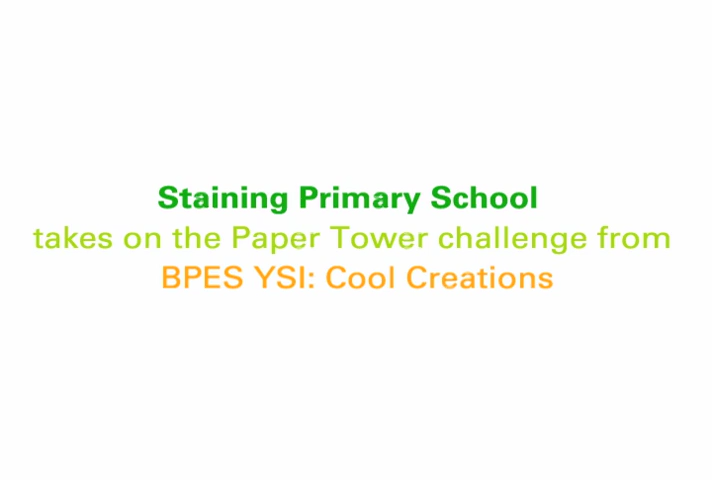 Staining Primary School
takes on the Paper Tower challenge from
BPES YSI: Cool Creations